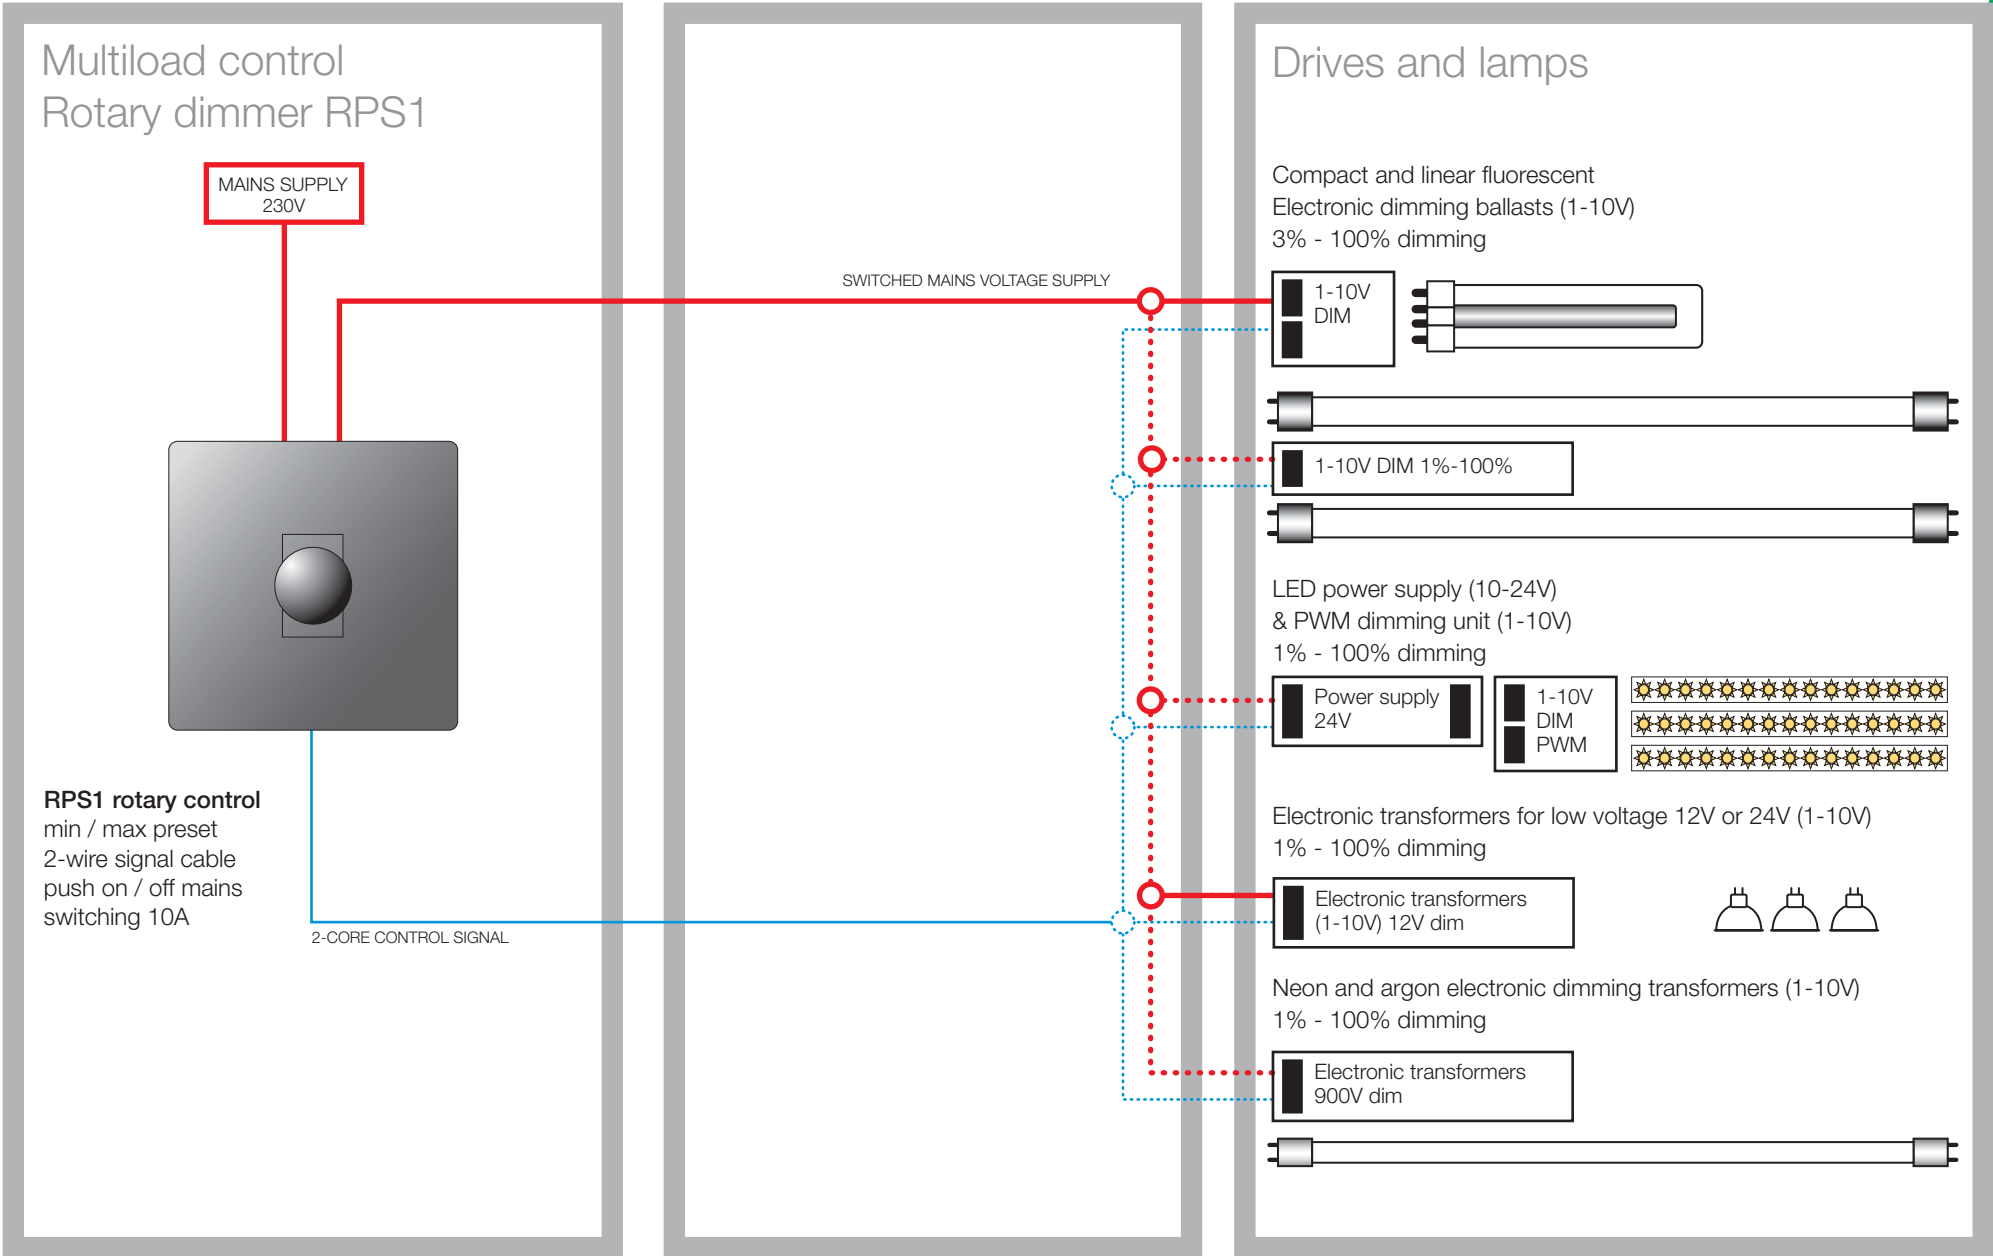 Multiload control
Rotary dimmer RPS1
MAINS SUPPLY
230V
RPS1 rotary control
min / max preset
2-wire signal cable
push on / off mains
switching 10A
2-CORE CONTROL SIGNAL
SWITCHED MAINS VOLTAGE SUPPLY
Drives and lamps
Compact and linear fluorescent
Electronic dimming ballasts (1-10V)
3% - 100% dimming
1-10V
DIM
1-10V DIM 1%-100%
LED power supply (10-24V)
& PWM dimming unit (1-10V)
1% - 100% dimming
Power supply
24V
1-10V
DIM
PWM
Electronic transformers for low voltage 12V or 24V (1-10V)
1% - 100% dimming
Electronic transformers
(1-10V) 12V dim
Neon and argon electronic dimming transformers (1-10V)
1% - 100% dimming
Electronic transformers
900V dim